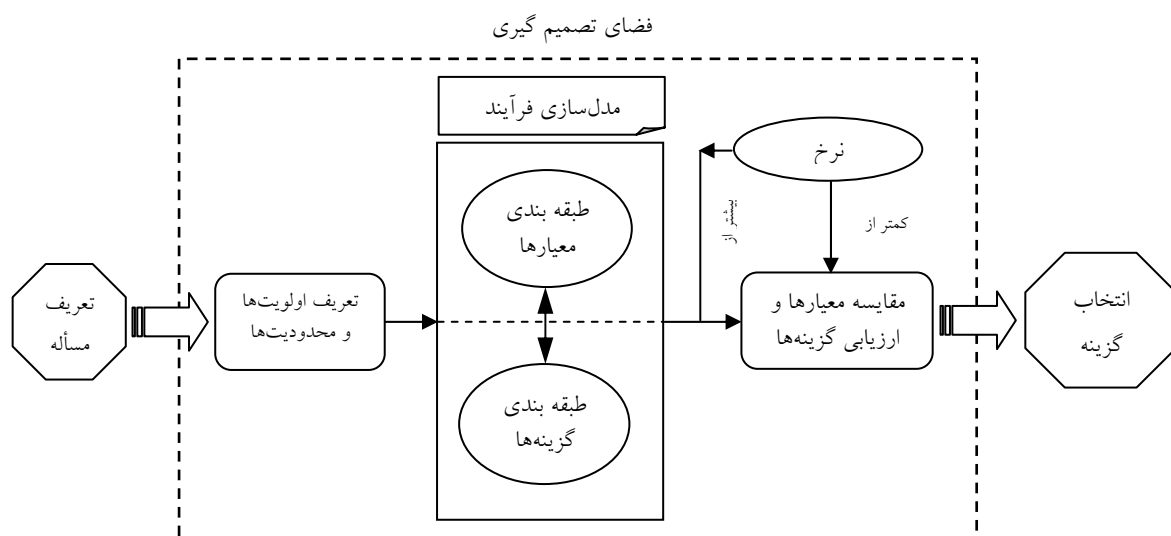 فضای تصمیم گیری
مدل‌سازی فرآیند
نرخ
بیشتر از
کمتر از
طبقه بندی
معیارها
تعریف
مسأله
تعریف اولویت‌ها
و محدودیت‌ها
مقایسه معیارها و
ارزیابی گزینه‌ها
انتخاب
گزینه
طبقه بندی
گزینه‌ها